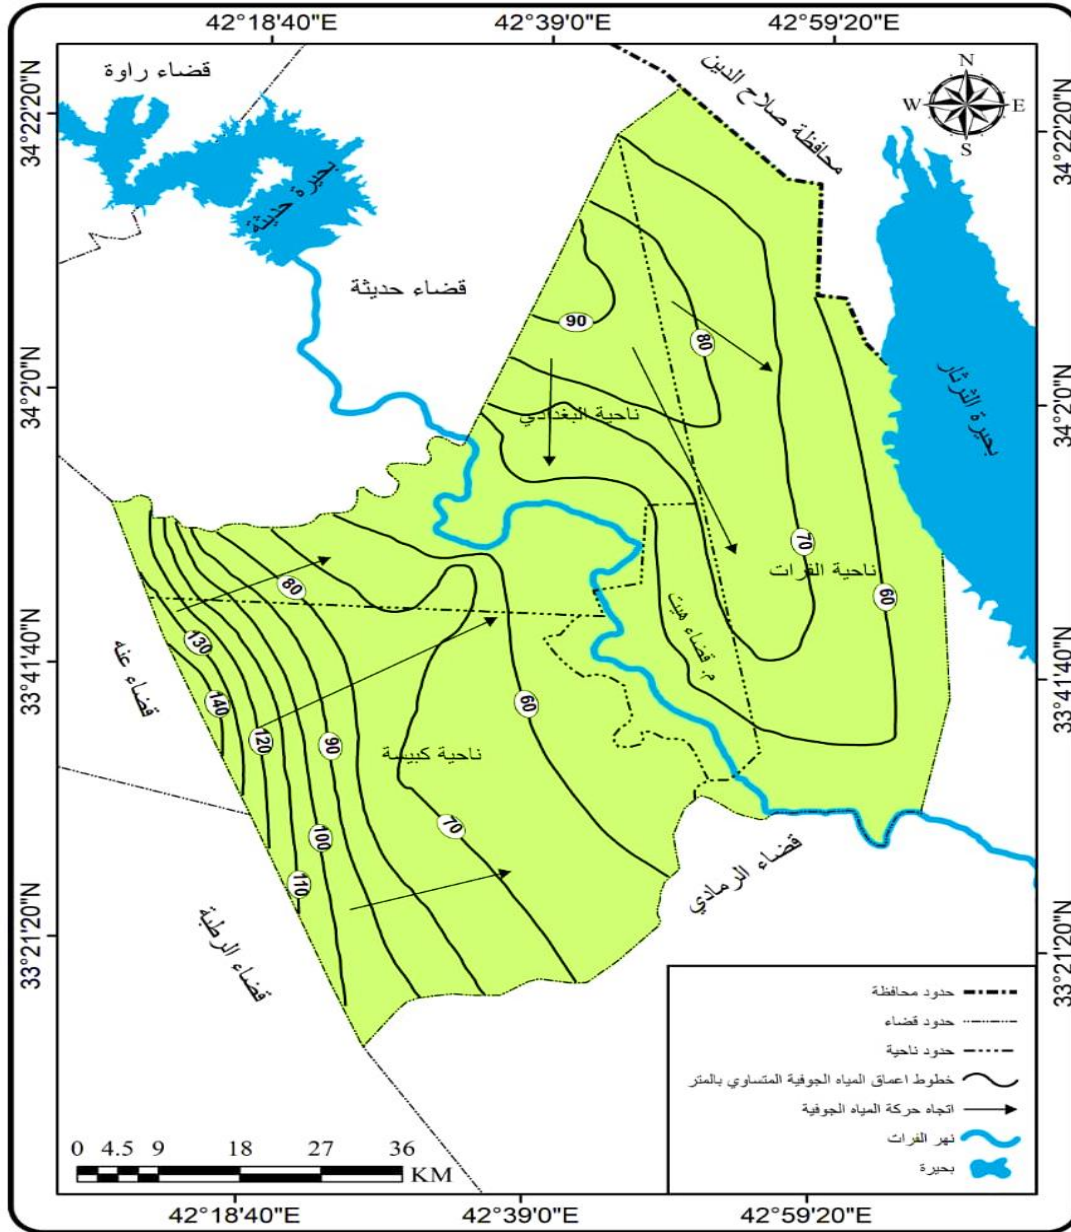 42°18'40"E
42°39'0"E
42°59'20"E
34°22'20"N
34°22'20"N
قضاء راوة
محافظة صلاح الدين
N
W
E
S
بحيرة حديثة
قضاء حديثة
90
80
34°2'0"N
34°2'0"N
بحيرة الثرثار
ناحية البغدادي
70
ناحية الفرات
60
80
م. قضاء هيت
130
33°41'40"N
33°41'40"N
قضاء عنه
140
60
120
90
ناحية كبيسة
70
100
110
قضاء الرمادي
33°21'20"N
33°21'20"N
قضاء الرطبة
حدود محافظة
حدود قضاء
حدود ناحية
خطوط اعماق المياه الجوفية المتساوي بالمتر
اتجاه حركة المياه الجوفية
نهر الفرات
بحيرة
0 4.5 9 18 27 36
KM
42°18'40"E
42°39'0"E
42°59'20"E